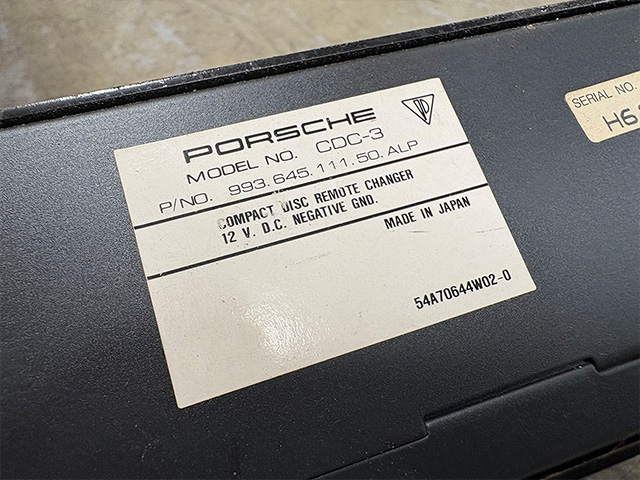 PORSCHE
MODEL NO. CDC-3
P/NO. 993.645.111.50.ALP
COMPACT DISC REMOTE CHANGER
12 V. D.C. NEGATIVE GND.
MADE IN JAPAN
54A70644W02-0
SERIAL NO.